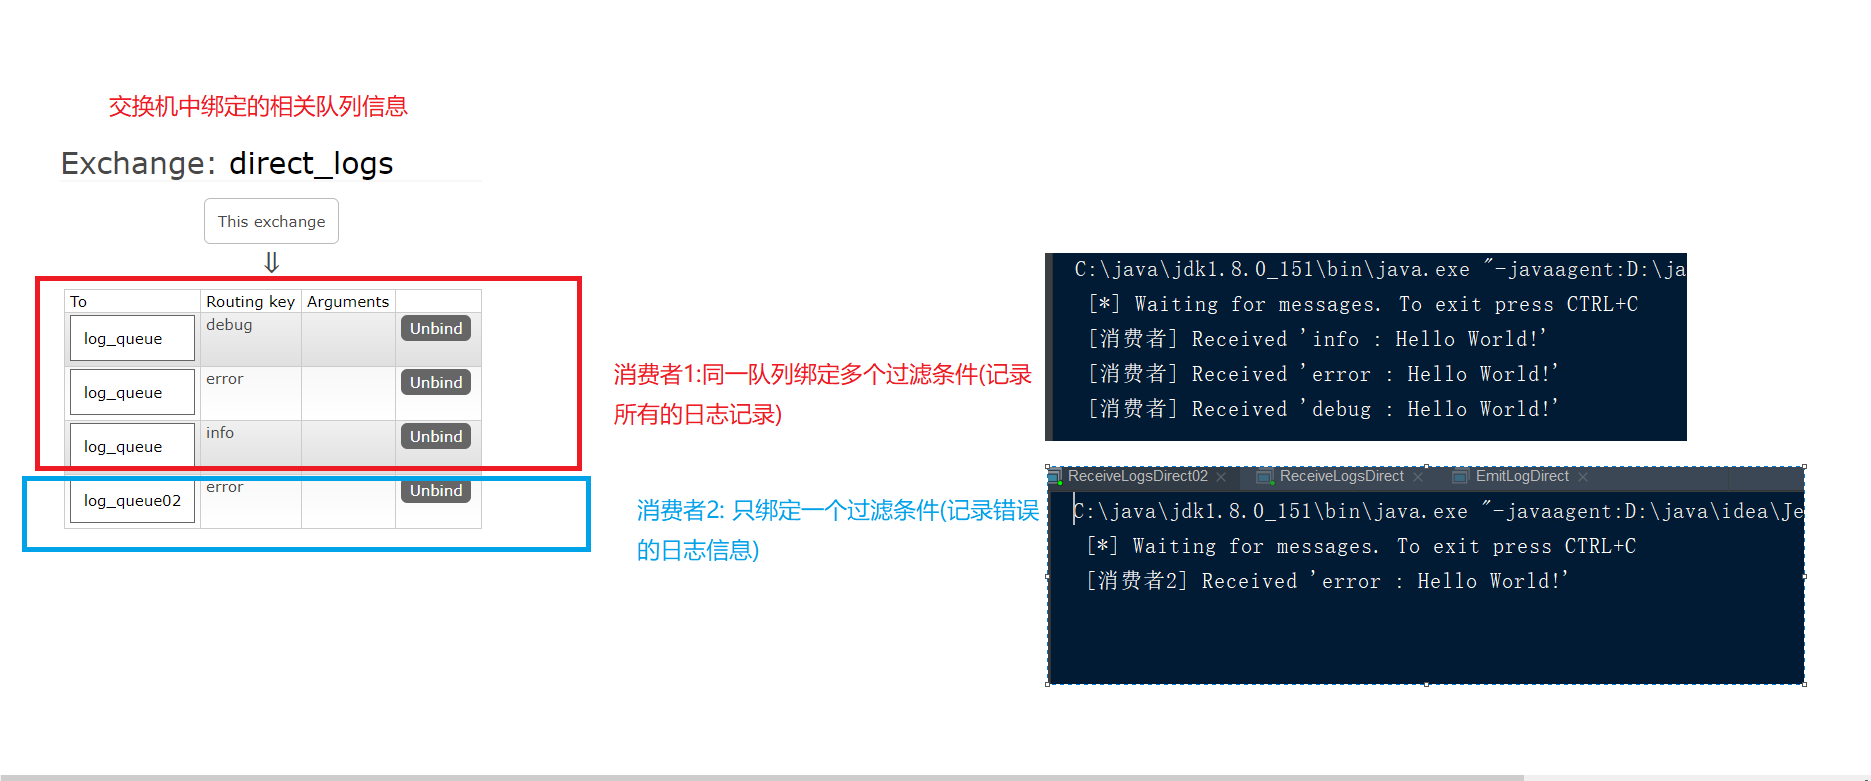 交换机中绑定的相关队列信息
Exchange: direct_logs
This exchange
⇓
To Routing key Arguments
log_queue debug Unbind
log_queue error Unbind
log_queue info Unbind
log_queue02 error Unbind
消费者1:同一队列绑定多个过滤条件(记录
所有的日志记录)
消费者2: 只绑定一个过滤条件(记录错误
的日志信息)
C:\java\jdk1.8.0_151\bin\java.exe "-javaagent:D:\ja
[*] Waiting for messages. To exit press CTRL+C
[消费者] Received 'info : Hello World!'
[消费者] Received 'error : Hello World!'
[消费者] Received 'debug : Hello World!'
ReceiveLogsDirect02 ReceiveLogsDirect EmitLogDirect
C:\java\jdk1.8.0_151\bin\java.exe "-javaagent:D:\java\idea\Je
[*] Waiting for messages. To exit press CTRL+C
[消费者2] Received 'error : Hello World!'